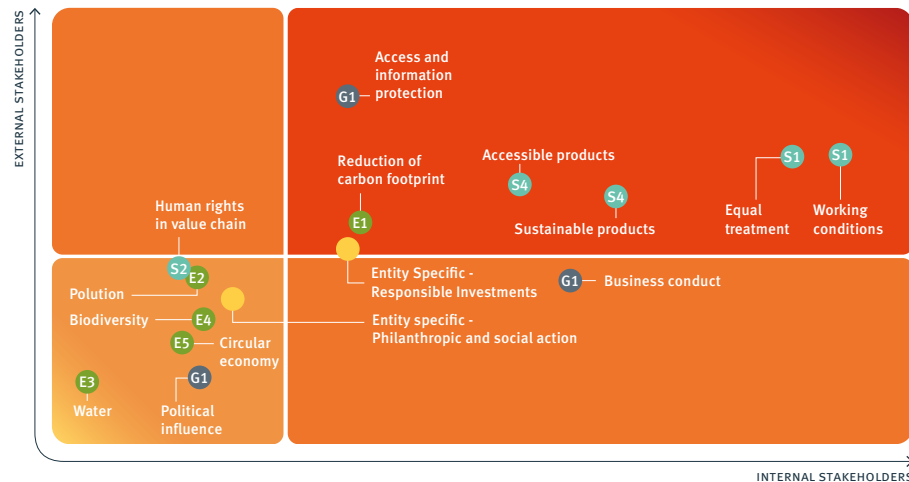 EXTERNAL STAKEHOLDERS
Access and
information
protection
G1
Reduction of
carbon footprint
E1
Accessible products
S4
S4
Sustainable products
S1
S1
Equal
treatment
Working
conditions
Human rights
in value chain
S2
E2
Polution
Biodiversity
E4
E5
Circular
economy
E3
Water
G1
Political
influence
Entity Specific -
Responsible Investments
Entity specific -
Philanthropic and social action
G1
Business conduct
INTERNAL STAKEHOLDERS